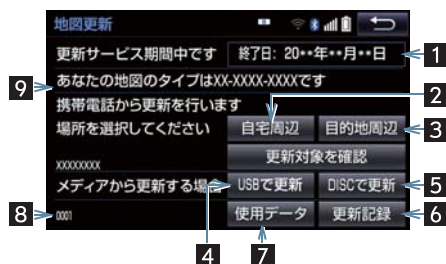 地図更新
更新サービス期間中です 終了日: 20**年**月**日 1
9 あなたの地図のタイプはXX-XXXX-XXXXです
携帯電話から更新を行います 2
場所を選択してください 自宅周辺 目的地周辺 3
更新対象を確認
XXXXXXXX
メディアから更新する場合 USBで更新 DISCで更新 5
8 0001 使用データ 更新記録 6
4 7